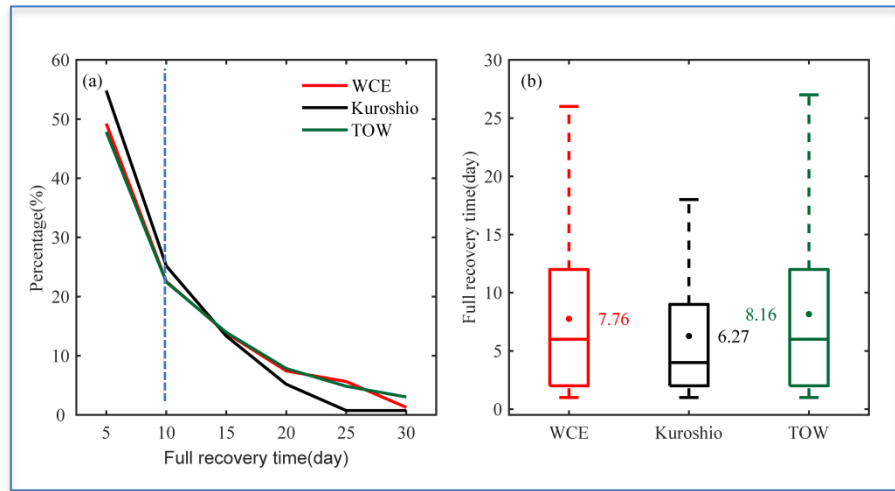 (a)
WCE
Kuroshio
TOW
60
50
40
30
20
10
0
Percentage(%)
5 10 15 20 25 30
Full recovery time(day)
(b)
30
25
20
15
10
5
0
Full recovery time(day)
7.76
6.27
8.16
WCE Kuroshio TOW